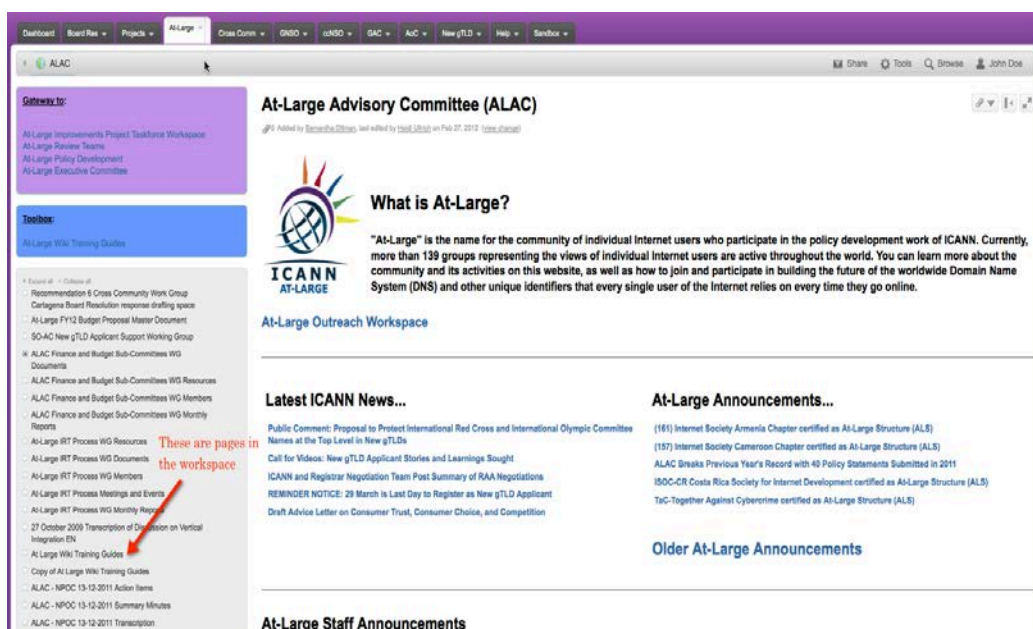 Dashboard Board Res Projects At-Large Cross Comm GNSO ccNSO GAC AoC New gTLD Help Sandbox
ALAC
Share Tools Browse John Doe
Gateway to:
At-Large Improvements Project Taskforce Workspace
At-Large Review Teams
At-Large Policy Development
At-Large Executive Committee
Toolbox:
At-Large Wiki Training Guides
Expand all Collapse all
Recommendation 6 Cross Community Work Group
Cartagena Board Resolution response drafting space
At-Large FY12 Budget Proposal Master Document
SO-AC New gTLD Applicant Support Working Group
ALAC Finance and Budget Sub-Committees WG
Documents
ALAC Finance and Budget Sub-Committees WG Resources
ALAC Finance and Budget Sub-Committees WG Members
ALAC Finance and Budget Sub-Committees WG Monthly
Reports
At-Large IRT Process WG Resources
At-Large IRT Process WG Documents
At-Large IRT Process WG Members
At-Large IRT Process Meetings and Events
At-Large IRT Process WG Monthly Reports
27 October 2009 Transcription of Discussion on Vertical
Integration EN
At Large Wiki Training Guides
Copy of At Large Wiki Training Guides
ALAC - NPOC 13-12-2011 Action Items
ALAC - NPOC 13-12-2011 Summary Minutes
ALAC - NPOC 13-12-2011 Transcription
These are pages in
the workspace
At-Large Advisory Committee (ALAC)
Added by Samantha Ditman, last edited by Heidi Ullrich on Feb 27, 2012 (view change)
ICANN
AT-LARGE
What is At-Large?
"At-Large" is the name for the community of individual Internet users who participate in the policy development work of ICANN. Currently,
more than 139 groups representing the views of individual Internet users are active throughout the world. You can learn more about the
community and its activities on this website, as well as how to join and participate in building the future of the worldwide Domain Name
System (DNS) and other unique identifiers that every single user of the Internet relies on every time they go online.
At-Large Outreach Workspace
Latest ICANN News...
Public Comment: Proposal to Protect International Red Cross and International Olympic Committee
Names at the Top Level in New gTLDs
Call for Videos: New gTLD Applicant Stories and Learnings Sought
ICANN and Registrar Negotiation Team Post Summary of RAA Negotiations
REMINDER NOTICE: 29 March is Last Day to Register as New gTLD Applicant
Draft Advice Letter on Consumer Trust, Consumer Choice, and Competition
At-Large Announcements...
(161) Internet Society Armenia Chapter certified as At-Large Structure (ALS)
(157) Internet Society Cameroon Chapter certified as At-Large Structure (ALS)
ALAC Breaks Previous Year's Record with 40 Policy Statements Submitted in 2011
ISOC-CR Costa Rica Society for Internet Development certified as At-Large Structure (ALS)
TaC-Together Against Cybercrime certified as At-Large Structure (ALS)
Older At-Large Announcements
At-Large Staff Announcements